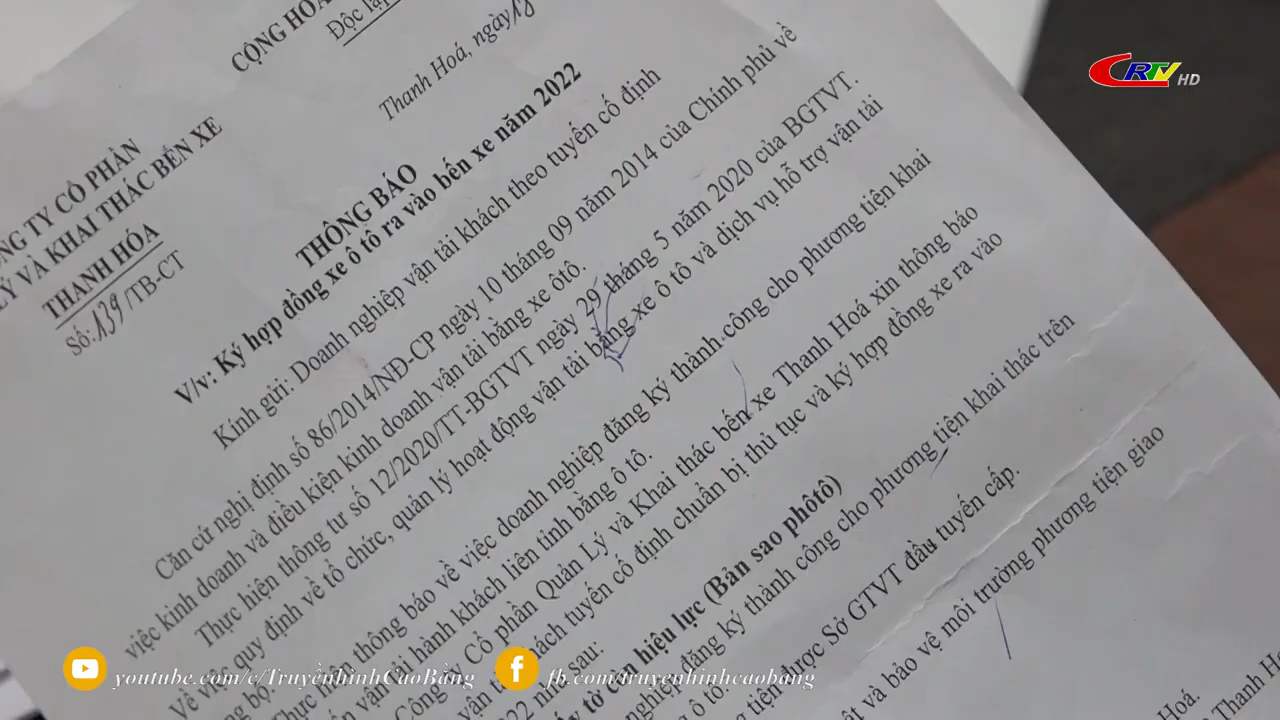 CỘNG HÒA
Độc lập
Thanh Hoá, ngày 13
NG TY CỔ PHẦN
LÝ VÀ KHAI THÁC BẾN XE
THANH HÓA
Số: 139/TB-CT
THÔNG BÁO
V/v: Ký hợp đồng xe ô tô ra vào bến xe năm 2022
Kính gửi: Doanh nghiệp vận tải khách theo tuyến cố định
Căn cứ nghị định số 86/2014/NĐ-CP ngày 10 tháng 09 năm 2014 của Chính phủ về
việc kinh doanh và điều kiện kinh doanh vận tải bằng xe ôtô.
Thực hiện thông tư số 12/2020/TT-BGTVT ngày 29 tháng 5 năm 2020 của BGTVT.
Về việc quy định về tổ chức, quản lý hoạt động vận tải bằng xe ô tô và dịch vụ hỗ trợ vận tải
ng bộ.
thông báo về việc doanh nghiệp đăng ký thành công cho phương tiện khai
vận tải hành khách liên tỉnh bằng ô tô.
Công ty Cổ phần Quản Lý và Khai thác bến xe Thanh Hoá xin thông báo
khách tuyến cố định chuẩn bị thủ tục và ký hợp đồng xe ra vào
như sau:
tờ còn hiệu lực (Bản sao phôtô)
nghiệp đăng ký thành công cho phương tiện khai thác trên
g ô tô.
tiện được Sở GTVT đầu tuyến cấp.
ật và bảo vệ môi trường phương tiện giao
Hoá.
Thanh H
CRTV HD
youtube.com/c/TruyềnhìnhCaoBằng
fb.com/truyenhinhcaobang